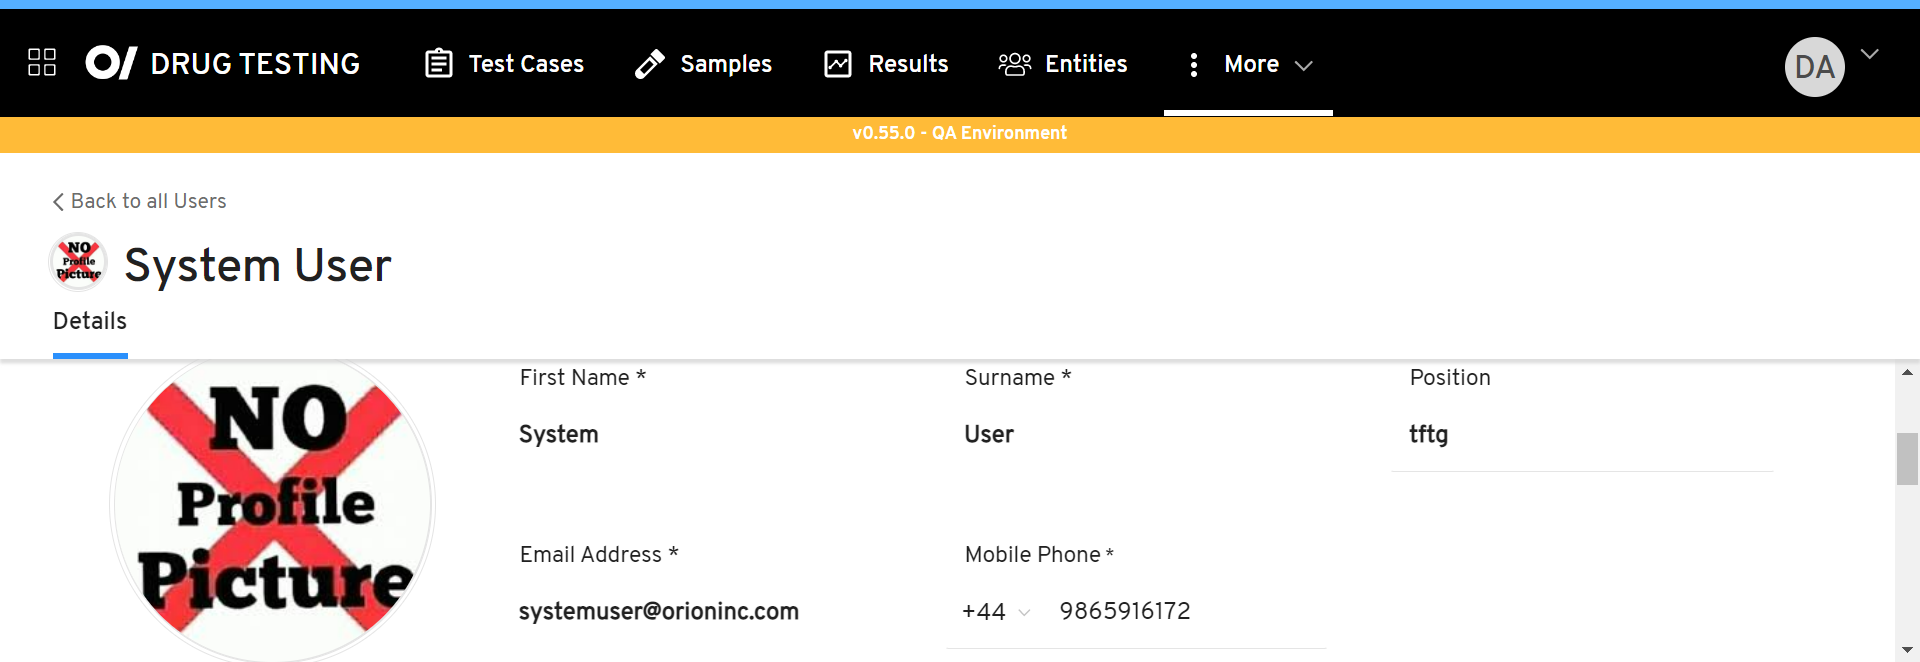 DRUG TESTING Test Cases Samples Results Entities More DA
v0.55.0 - QA Environment
Back to all Users
NO
Profile
Picture
System User
Details
NO
Profile
Picture
First Name * Surname * Position
System User tftg
Email Address * Mobile Phone *
systemuser@orioninc.com +44 9865916172